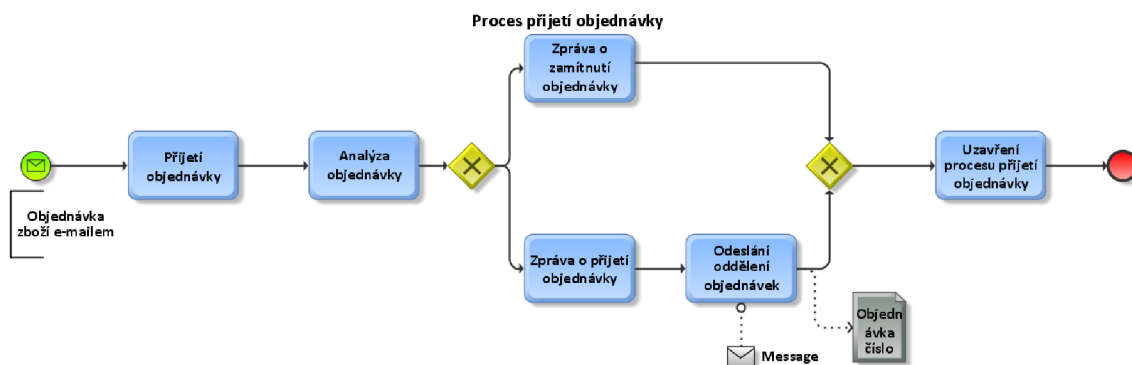 Proces přijetí objednávky
Zpráva o
zamítnutí
objednávky
Příjetí
objednávky
Analýza
objednávky
Uzavření
procesu přijetí
objednávky
Objednávka
zboží e-mailem
Zpráva o přijetí
objednávky
Odeslání
oddělení
objednávek
Objedn
ávka
číslo
Message